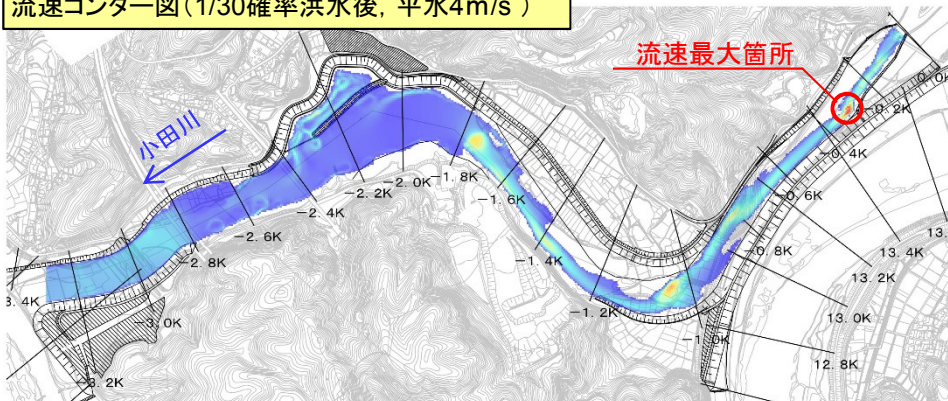 流速コンター図(1/30確率洪水後, 平水4m/s )
流速最大箇所
小田川
0. 0K
-0. 2K
-0. 4K
-0. 6K
-0. 8K
-1. 0K
-1. 2K
-1. 4K
-1. 6K
-1. 8K
-2. 0K
-2. 2K
-2. 4K
-2. 6K
-2. 8K
-3. 0K
-3. 2K
3. 4K
13.
13. 4K
13. 2K
13. 0K
12. 8K